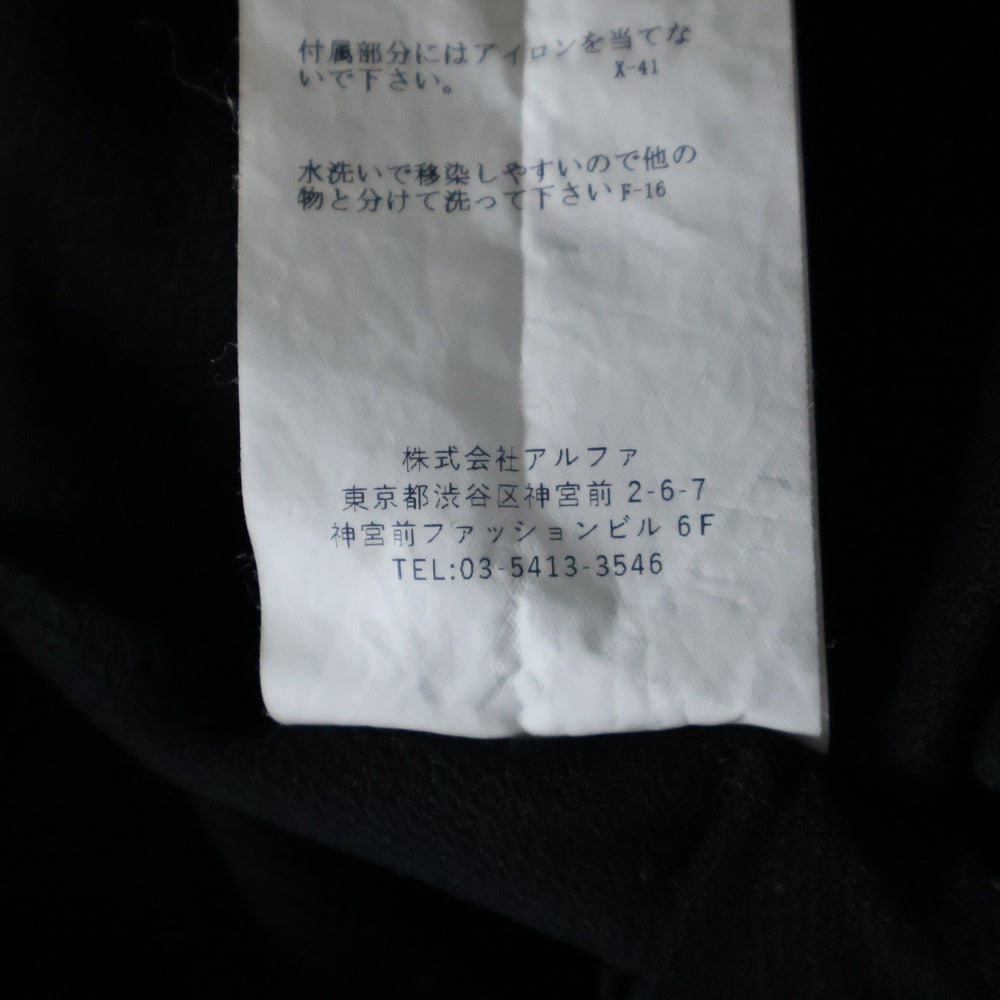 付属部分にはアイロンを当てな
いで下さい。 X-41
水洗いで移染しやすいので他の
物と分けて洗って下さい F-16
株式会社アルファ
東京都渋谷区神宮前 2-6-7
神宮前ファッションビル 6F
TEL:03-5413-3546